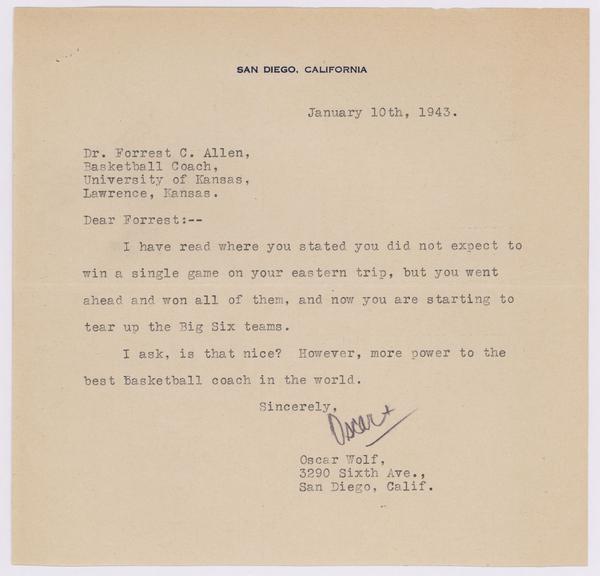 SAN DIEGO, CALIFORNIA
January 10th, 1943.
Dr. Forrest C. Allen,
Basketball Coach,
University of Kansas,
Lawrence, Kansas.
Dear Forrest:--
I have read where you stated you did not expect to
win a single game on your eastern trip, but you went
ahead and won all of them, and now you are starting to
tear up the Big Six teams.
I ask, is that nice? However, more power to the
best Basketball coach in the world.
Sincerely,
Oscar
Oscar Wolf,
3290 Sixth Ave.,
San Diego, Calif.